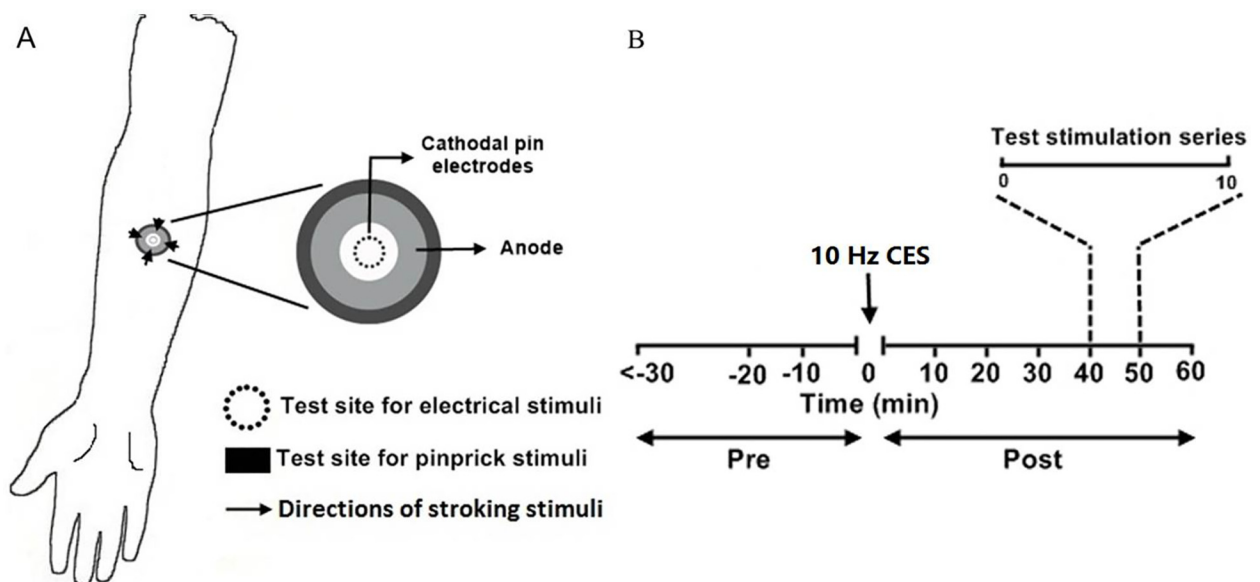 A
Cathodal pin
electrodes
Anode
Test site for electrical stimuli
Test site for pinprick stimuli
Directions of stroking stimuli
B
Test stimulation series
0 10
10 Hz CES
<-30 -20 -10 0 10 20 30 40 50 60
Time (min)
Pre Post